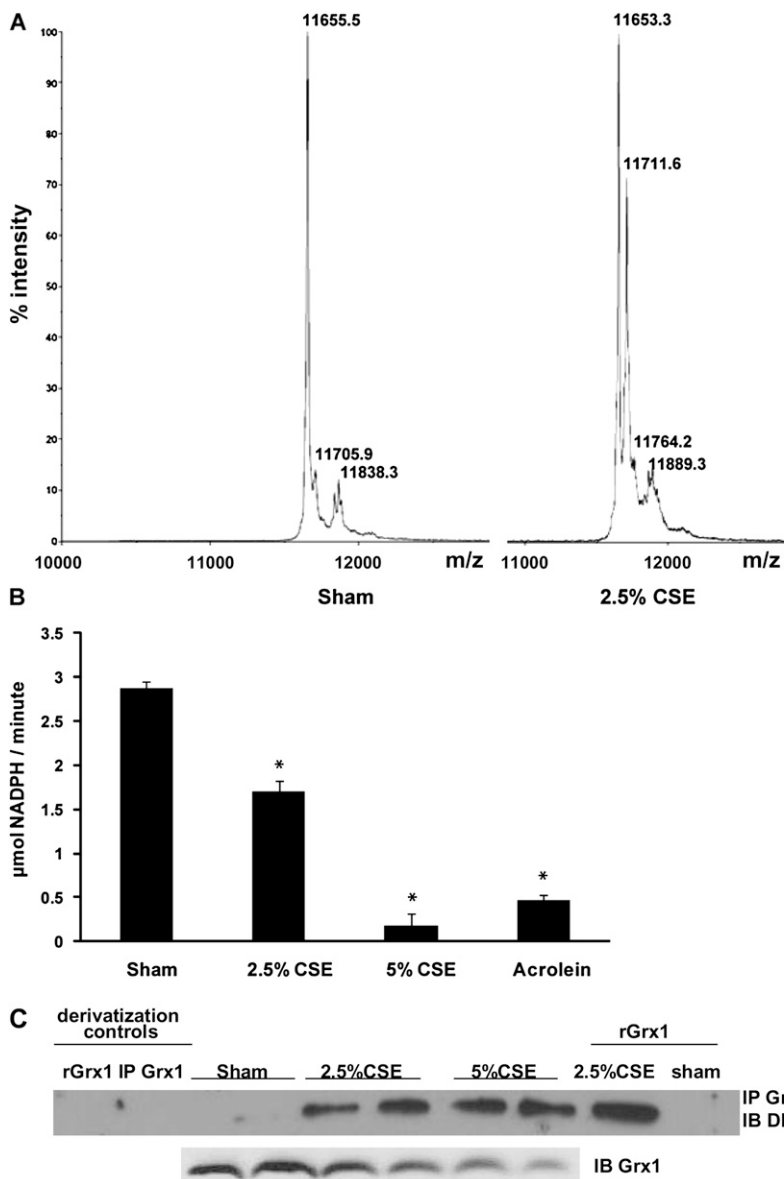 A
11655.5
11653.3
100
90
80
70
60
50
40
30
20
10
0
% intensity
11711.6
11705.9
11838.3
11764.2
11889.3
10000 11000 12000 m/z
11000 12000 m/z
Sham
2.5% CSE
B
3.5
3
2.5
2
1.5
1
0.5
0
µmol NADPH / minute
*
*
*
Sham 2.5% CSE 5% CSE Acrolein
C
derivatization
controls
rGrx1
rGrx1 IP Grx1 Sham 2.5%CSE 5%CSE 2.5%CSE sham
IP Gr
IB D
IB Grx1